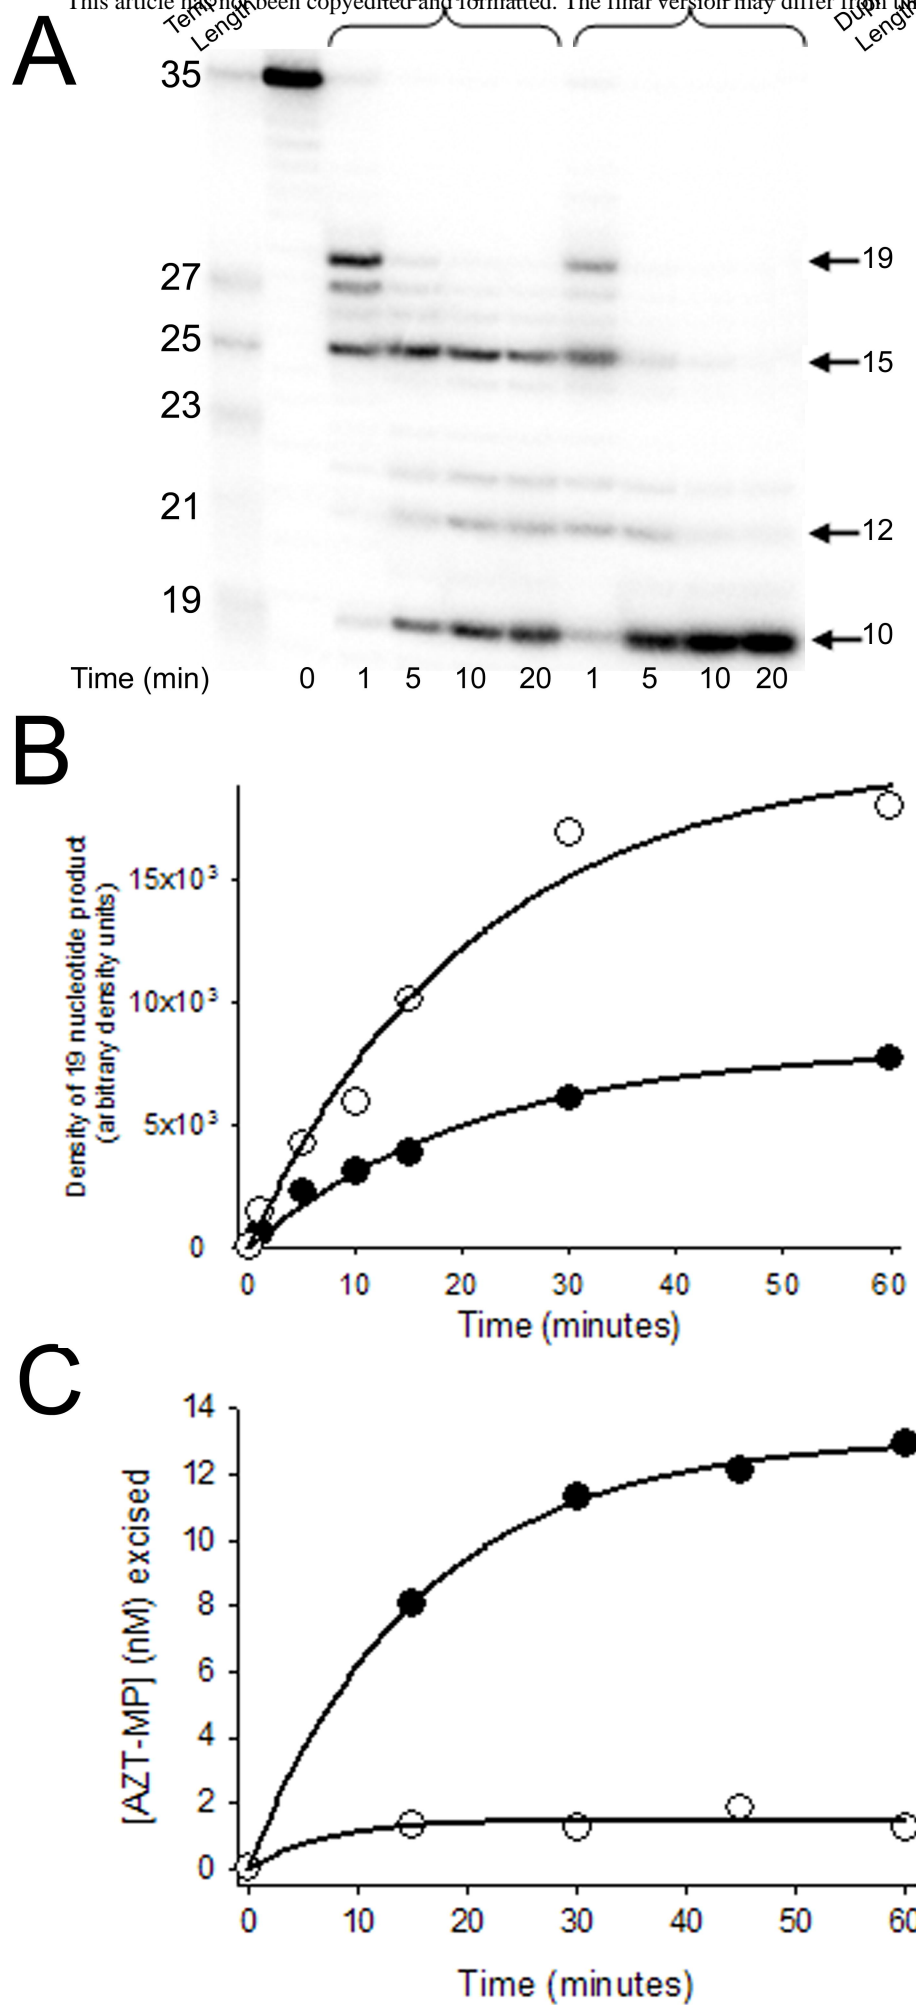 This article has not been copyedited and formatted. The final version may differ from
Length
Length
A
35
27
25
23
21
19
19
15
12
10
Time (min) 0 1 5 10 20 1 5 10 20
B
Density of 19 nucleotide product
(arbitrary density units)
15x10³
10x10³
5x10³
0
0 10 20 30 40 50 60
Time (minutes)
C
[AZT-MP] (nM) excised
14
12
10
8
6
4
2
0
0 10 20 30 40 50 60
Time (minutes)